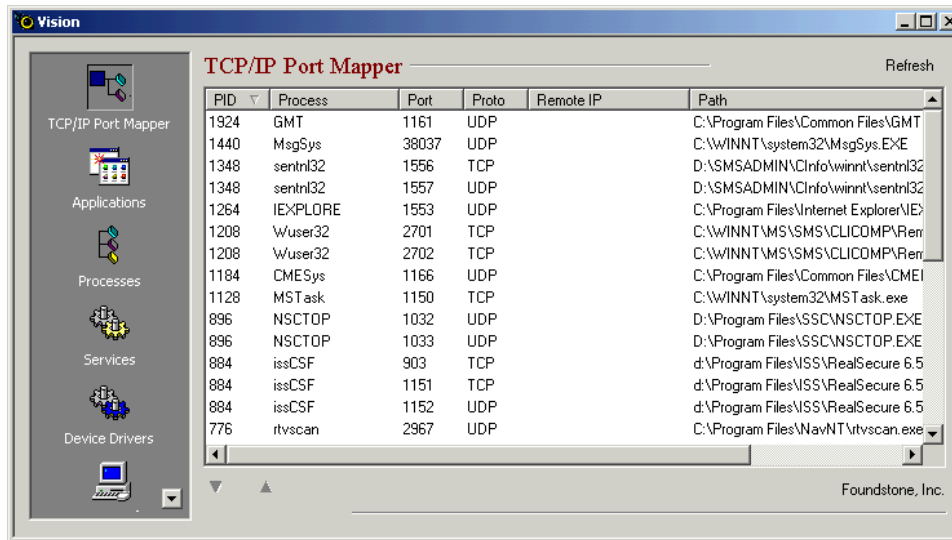 Vision
TCP/IP Port Mapper
Refresh
TCP/IP Port Mapper
Applications
Processes
Services
Device Drivers
PID Process Port Proto Remote IP Path
1924 GMT 1161 UDP C:\Program Files\Common Files\GMT
1440 MsgSys 38037 UDP C:\WINNT\system32\MsgSys.EXE
1348 sentnl32 1556 TCP D:\SMSADMIN\CInfo\winnt\sentnl32
1348 sentnl32 1557 UDP D:\SMSADMIN\CInfo\winnt\sentnl32
1264 IEXPLORE 1553 UDP C:\Program Files\Internet Explorer\IEX
1208 Wuser32 2701 TCP C:\WINNT\MS\SMS\CLICOMP\Rem
1208 Wuser32 2702 TCP C:\WINNT\MS\SMS\CLICOMP\Rem
1184 CMESys 1166 UDP C:\Program Files\Common Files\CMEI
1128 MSTask 1150 TCP C:\WINNT\system32\MSTask.exe
896 NSCTOP 1032 UDP D:\Program Files\SSC\NSCTOP.EXE
896 NSCTOP 1033 UDP D:\Program Files\SSC\NSCTOP.EXE
884 issCSF 903 TCP d:\Program Files\ISS\RealSecure 6.5
884 issCSF 1151 TCP d:\Program Files\ISS\RealSecure 6.5
884 issCSF 1152 UDP d:\Program Files\ISS\RealSecure 6.5
776 rtvscan 2967 UDP C:\Program Files\NavNT\rtvscan.exe
Foundstone, Inc.